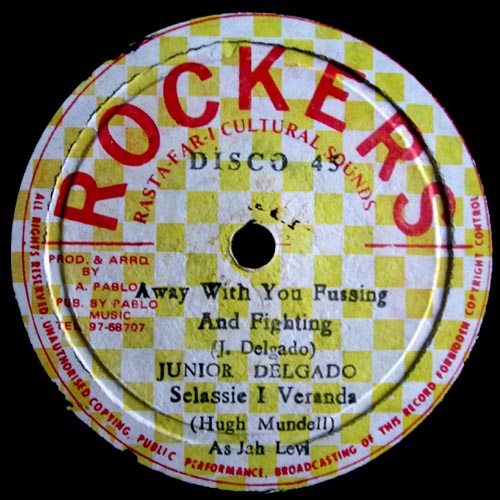 ROCKERS
RASTA-FAR-I CULTURAL SOUNDS
DISCO 45
PROD. & ARRD.
BY
A. PABLO
PUB. BY PABLO
MUSIC
TEL. 97-68707
Away With You Fussing
And Fighting
(J. Delgado)
JUNIOR DELGADO
Selassie I Veranda
(Hugh Mundell)
As Jah Levi
ALL RIGHTS RESERVED UNAUTHORISED COPYING, PUBLIC PERFORMANCE, BROADCASTING OF THIS RECORD FORBIDDEN COPYRIGHT CONTROL